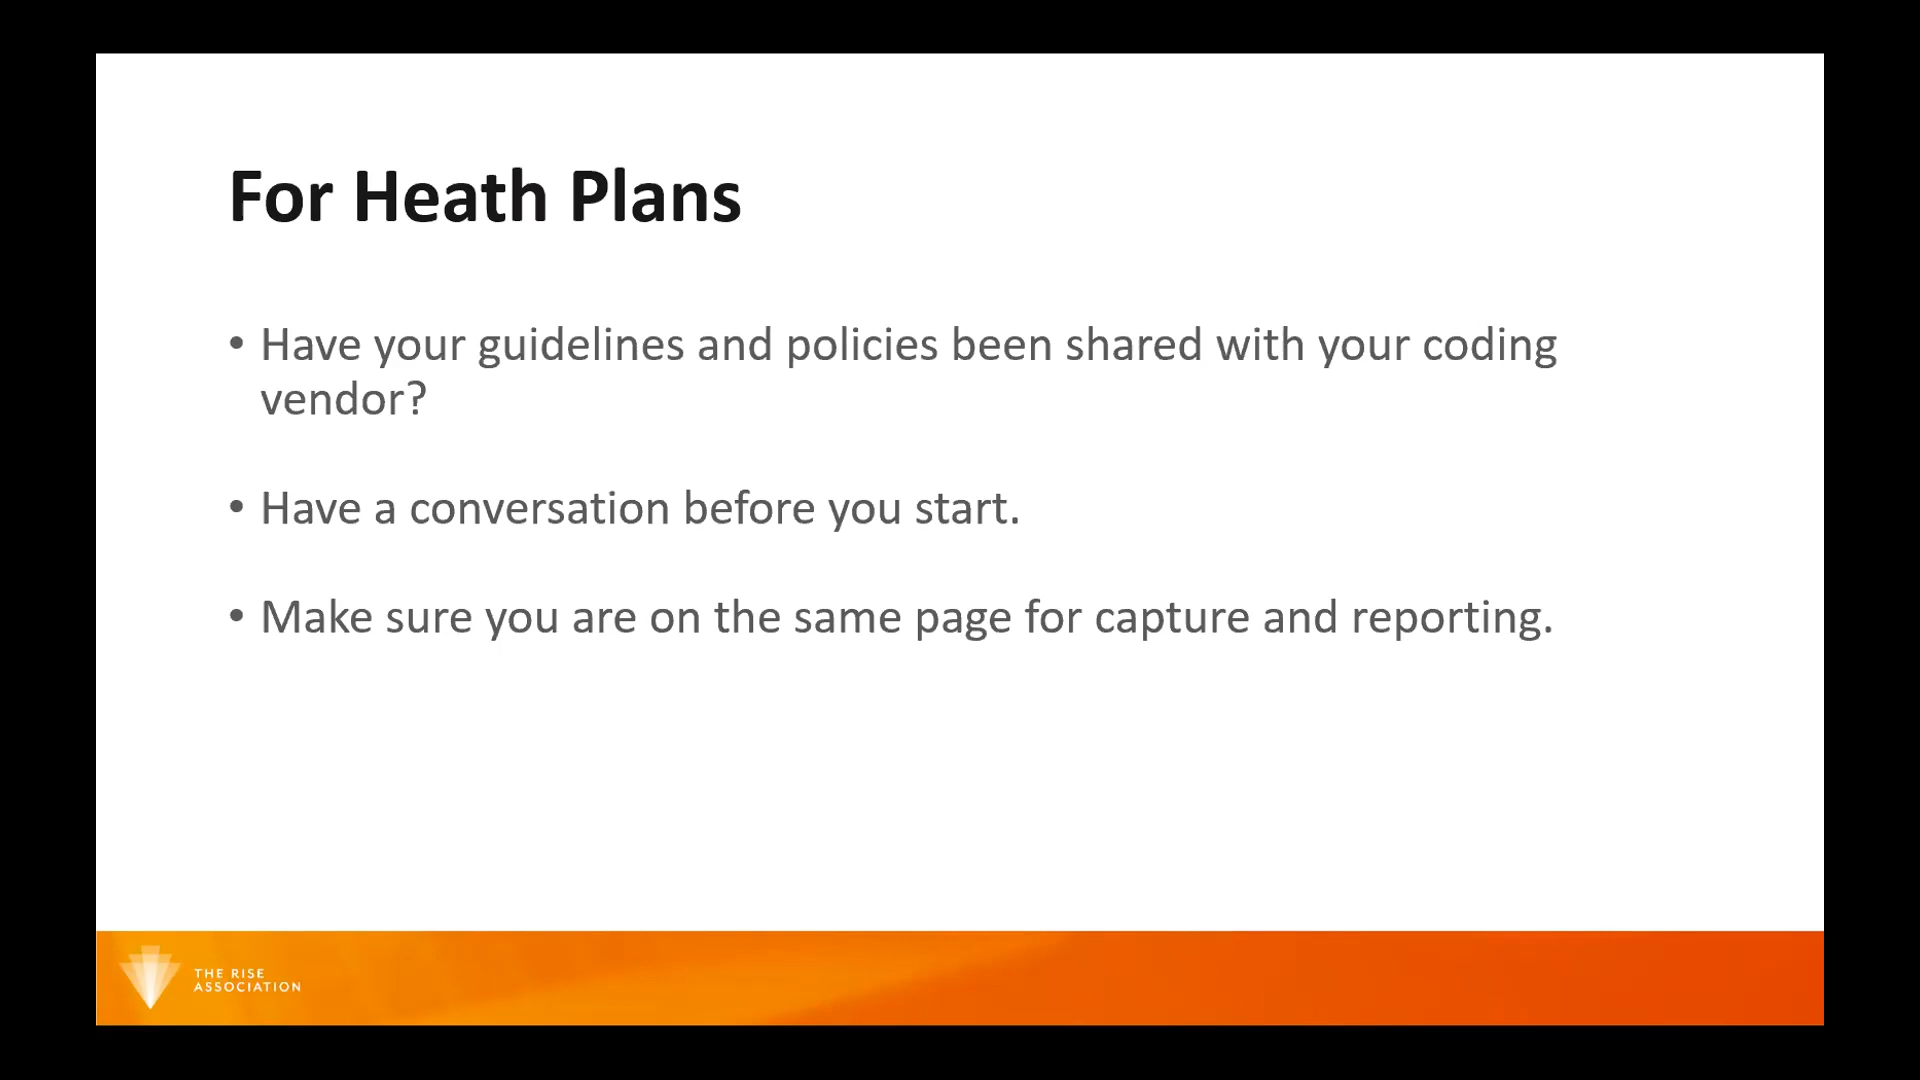 For Heath Plans
• Have your guidelines and policies been shared with your coding
vendor?
• Have a conversation before you start.
• Make sure you are on the same page for capture and reporting.
THE RISE
ASSOCIATION